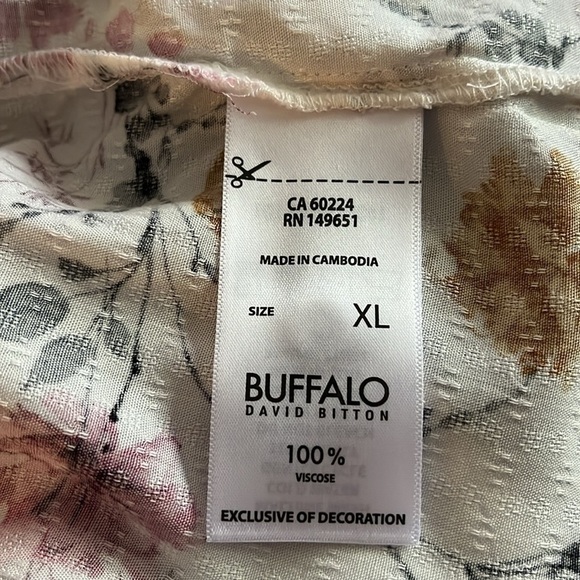 CA 60224
RN 149651
MADE IN CAMBODIA
SIZE XL
BUFFALO
DAVID BITTON
100 %
VISCOSE
EXCLUSIVE OF DECORATION